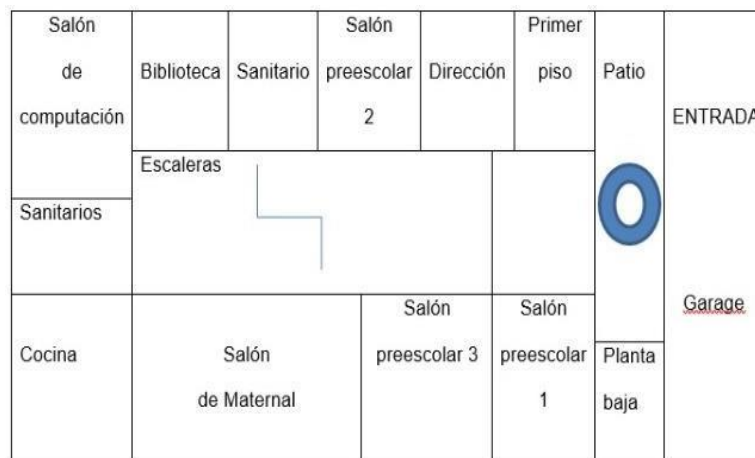 Salón
de
computación
Biblioteca
Sanitario
Salón
preescolar
2
Dirección
Primer
piso
Patio
ENTRADA
Escaleras
Sanitarios
Garage
Cocina
Salón
de Maternal
Salón
preescolar 3
Salón
preescolar
1
Planta
baja